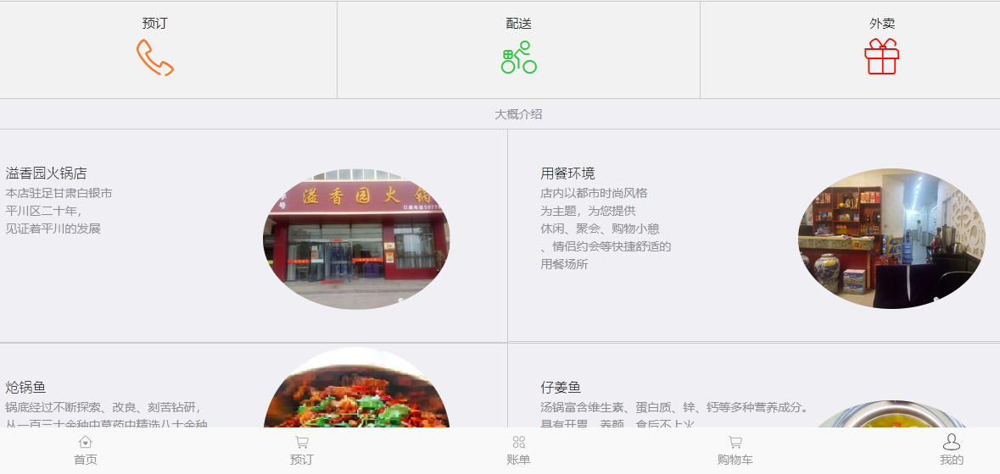 预订
配送
外卖
大概介绍
溢香园火锅店
本店驻足甘肃白银市
平川区二十年，
见证着平川的发展
溢香园火锅
用餐环境
店内以都市时尚风格
为主题，为您提供
休闲、聚会、购物小憩
、情侣约会等快捷舒适的
用餐场所
炝锅鱼
锅底经过不断探索、改良、刻苦钻研，
从一百三十余种中草药中精选八十余种
仔姜鱼
汤锅富含维生素、蛋白质、锌、钙等多种营养成分。
具有开胃、养颜、食后不上火
首页
预订
账单
购物车
我的